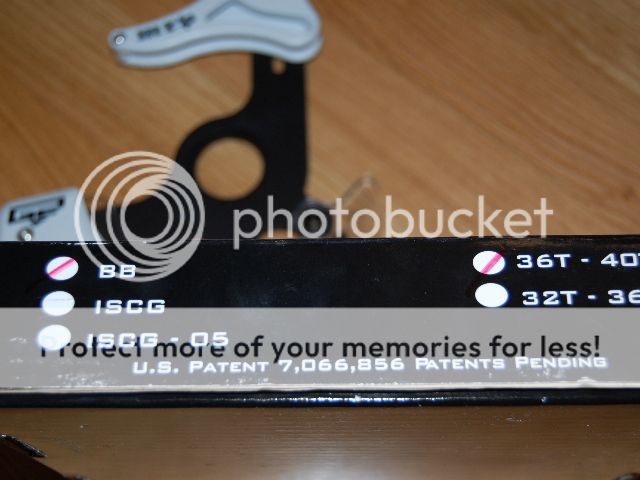 photobucket
BB
36T - 40T
ISCG
32T - 36
ISCG - 05
Protect more of your memories for less!
U.S. PATENT 7,066,856 PATENTS PENDING